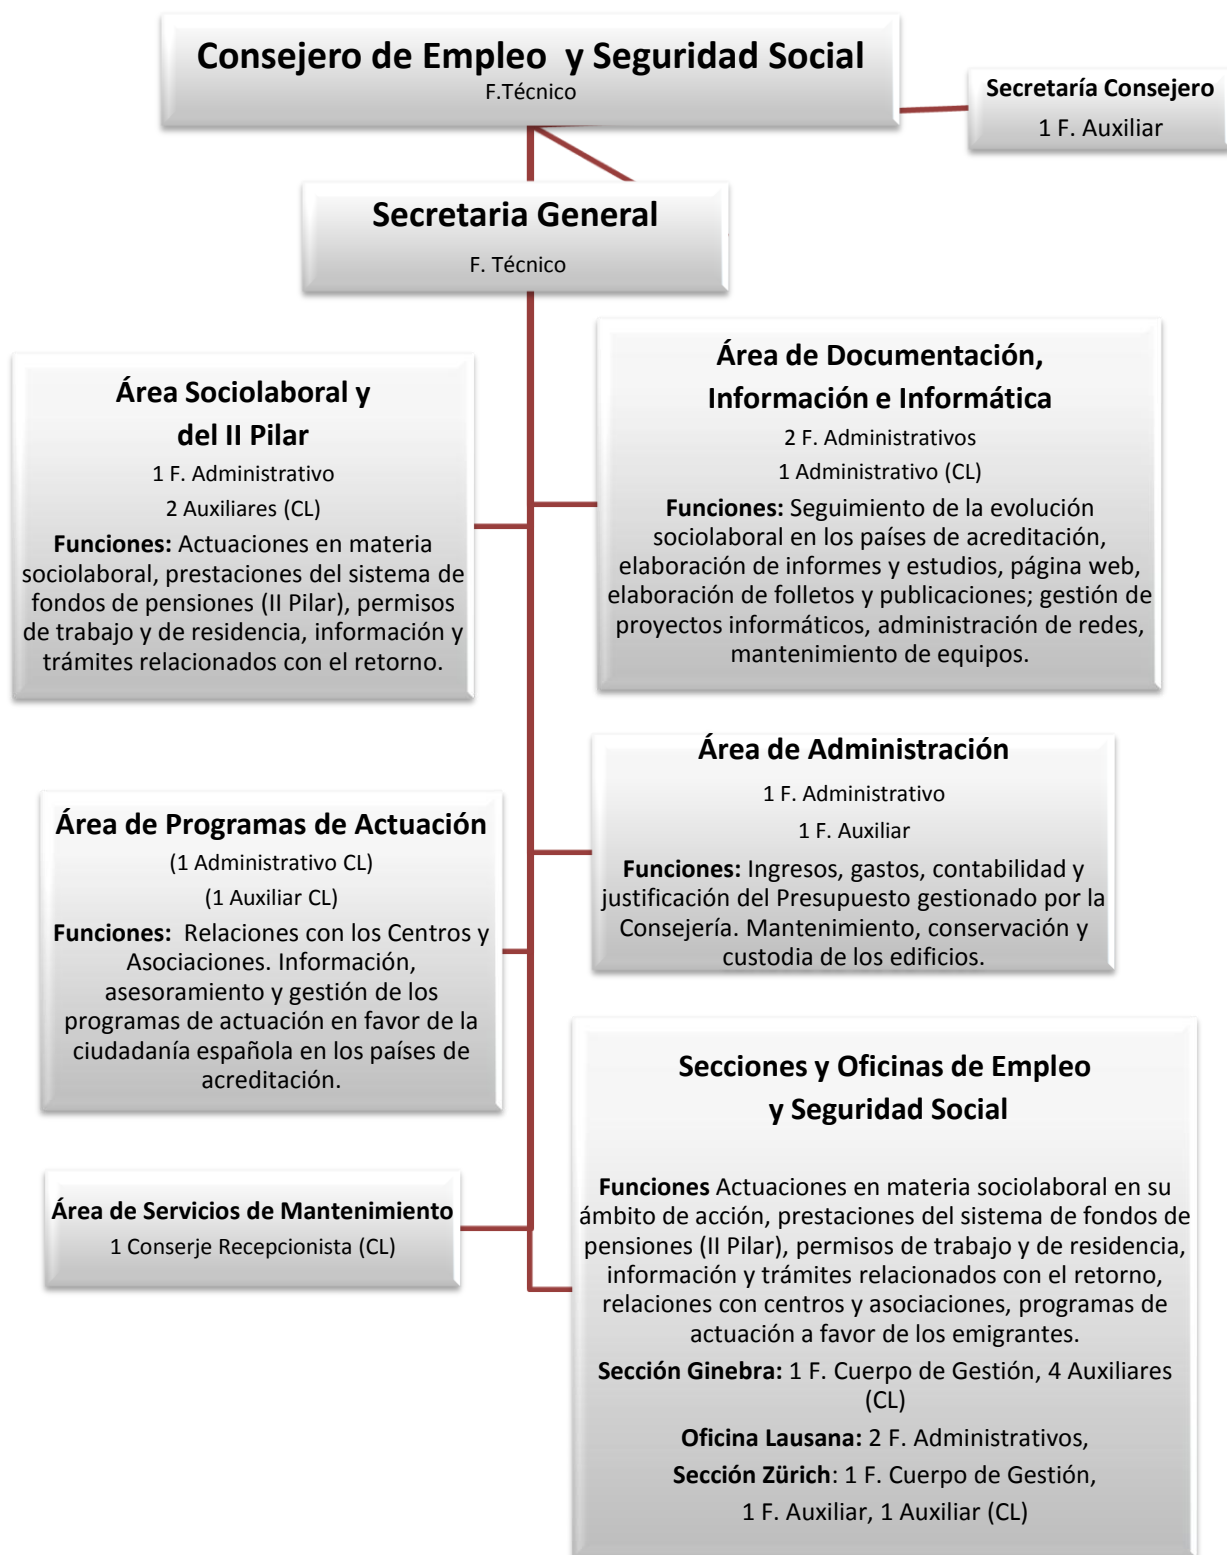 Consejero de Empleo y Seguridad Social
F.Técnico
Secretaría Consejero
1 F. Auxiliar
Secretaria General
F. Técnico
Área Sociolaboral y
del II Pilar
1 F. Administrativo
2 Auxiliares (CL)
Funciones: Actuaciones en materia
sociolaboral, prestaciones del sistema de
fondos de pensiones (II Pilar), permisos
de trabajo y de residencia, información y
trámites relacionados con el retorno.
Área de Documentación,
Información e Informática
2 F. Administrativos
1 Administrativo (CL)
Funciones: Seguimiento de la evolución
sociolaboral en los países de acreditación,
elaboración de informes y estudios, página web,
elaboración de folletos y publicaciones; gestión de
proyectos informáticos, administración de redes,
mantenimiento de equipos.
Área de Administración
1 F. Administrativo
1 F. Auxiliar
Funciones: Ingresos, gastos, contabilidad y
justificación del Presupuesto gestionado por la
Consejería. Mantenimiento, conservación y
custodia de los edificios.
Área de Programas de Actuación
(1 Administrativo CL)
(1 Auxiliar CL)
Funciones: Relaciones con los Centros y
Asociaciones. Información,
asesoramiento y gestión de los
programas de actuación en favor de la
ciudadanía española en los países de
acreditación.
Secciones y Oficinas de Empleo
y Seguridad Social
Funciones Actuaciones en materia sociolaboral en su
ámbito de acción, prestaciones del sistema de fondos de
pensiones (II Pilar), permisos de trabajo y de residencia,
información y trámites relacionados con el retorno,
relaciones con centros y asociaciones, programas de
actuación a favor de los emigrantes.
Sección Ginebra: 1 F. Cuerpo de Gestión, 4 Auxiliares
(CL)
Oficina Lausana: 2 F. Administrativos,
Sección Zürich: 1 F. Cuerpo de Gestión,
1 F. Auxiliar, 1 Auxiliar (CL)
Área de Servicios de Mantenimiento
1 Conserje Recepcionista (CL)